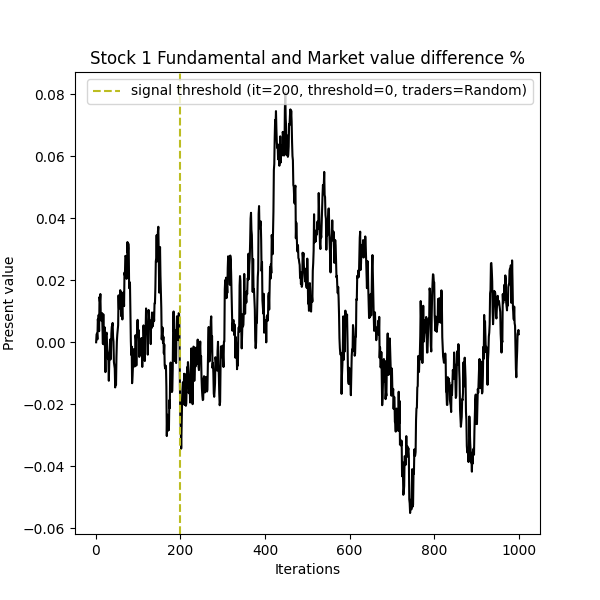 Stock 1 Fundamental and Market value difference %
signal threshold (it=200, threshold=0, traders=Random)
0.08
0.06
0.04
0.02
0.00
−0.02
−0.04
−0.06
Present value
0 200 400 600 800 1000
Iterations